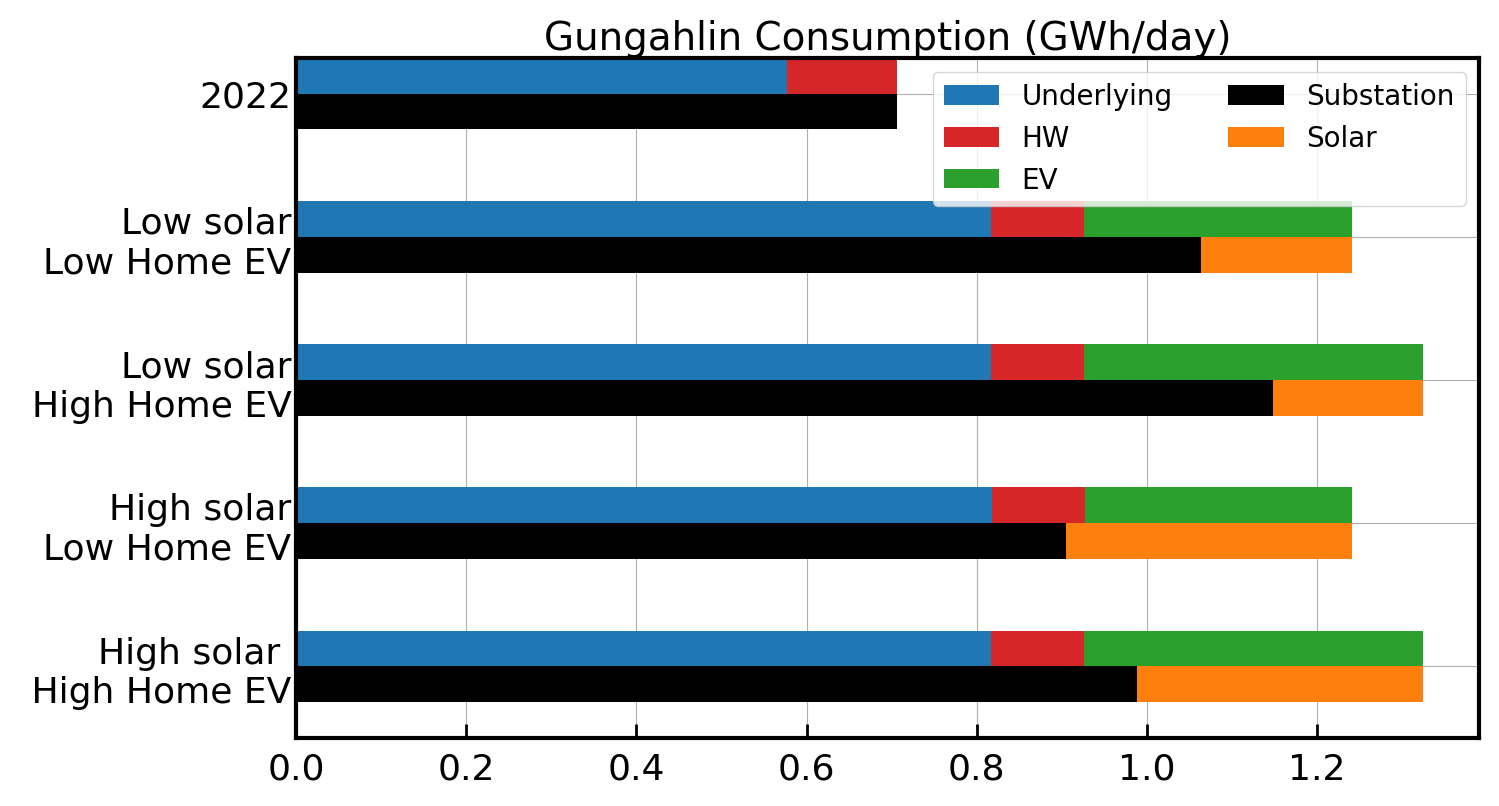 Gungahlin Consumption (GWh/day)
2022
Underlying
HW
EV
Substation
Solar
Low solar
Low Home EV
Low solar
High Home EV
High solar
Low Home EV
High solar
High Home EV
0.0 0.2 0.4 0.6 0.8 1.0 1.2